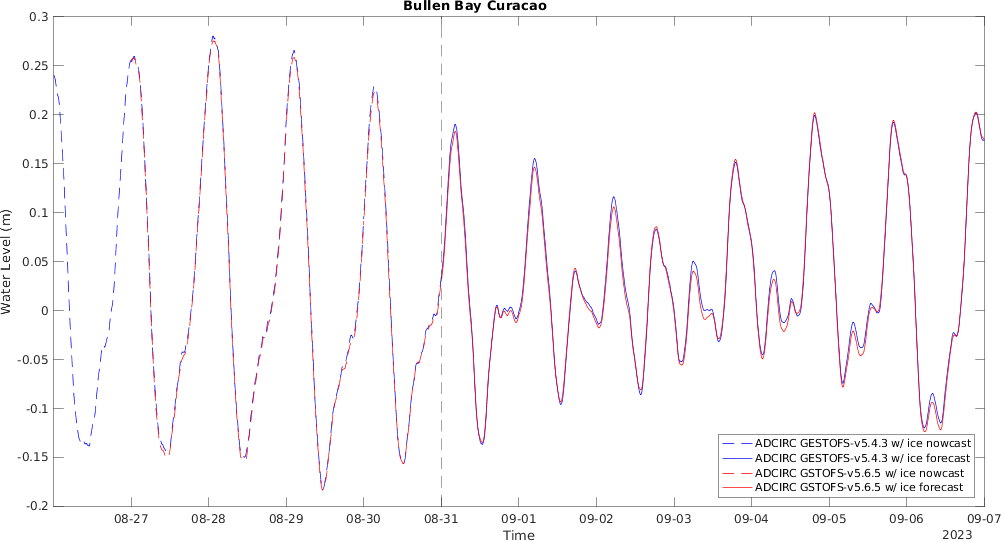 Bullen Bay Curacao
0.3
0.25
0.2
0.15
0.1
0.05
0
-0.05
-0.1
-0.15
-0.2
Water Level (m)
ADCIRC GESTOFS-v5.4.3 w/ ice nowcast
ADCIRC GESTOFS-v5.4.3 w/ ice forecast
ADCIRC GSTOFS-v5.6.5 w/ ice nowcast
ADCIRC GSTOFS-v5.6.5 w/ ice forecast
08-27 08-28 08-29 08-30 08-31 09-01 09-02 09-03 09-04 09-05 09-06 09-07
Time
2023